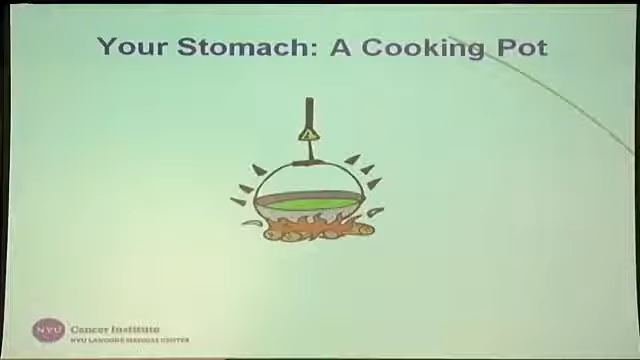 Your Stomach: A Cooking Pot
NYU
Cancer Institute
NYU LANGONE MEDICAL CENTER